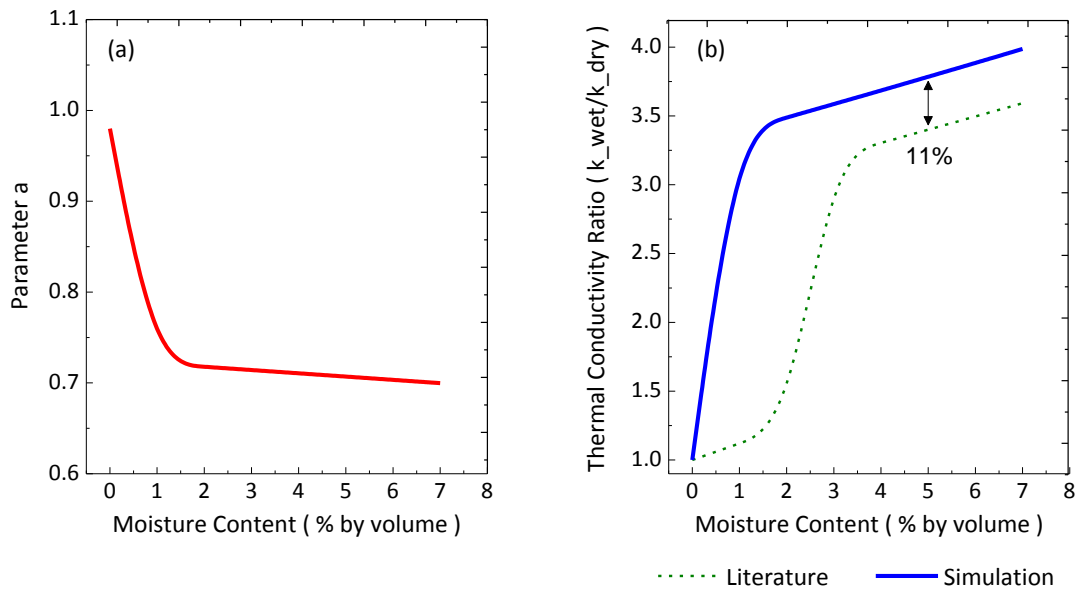 (a)
1.1
1.0
0.9
0.8
0.7
0.6
Parameter a
0 1 2 3 4 5 6 7 8
Moisture Content ( % by volume )
(b)
4.0
3.5
3.0
2.5
2.0
1.5
1.0
Thermal Conductivity Ratio ( k_wet/k_dry )
11%
0 1 2 3 4 5 6 7 8
Moisture Content ( % by volume )
Literature Simulation